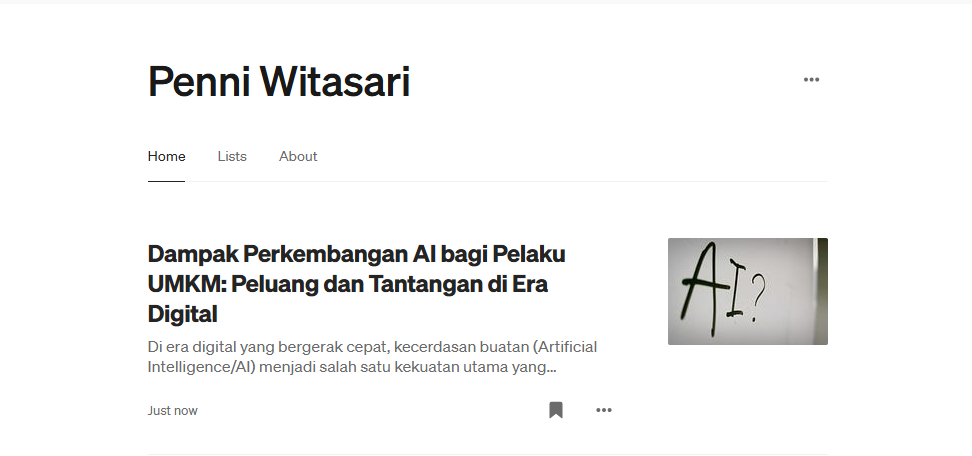 Penni Witasari
Home Lists About
Dampak Perkembangan AI bagi Pelaku
UMKM: Peluang dan Tantangan di Era
Digital
AI?
Di era digital yang bergerak cepat, kecerdasan buatan (Artificial
Intelligence/AI) menjadi salah satu kekuatan utama yang...
Just now